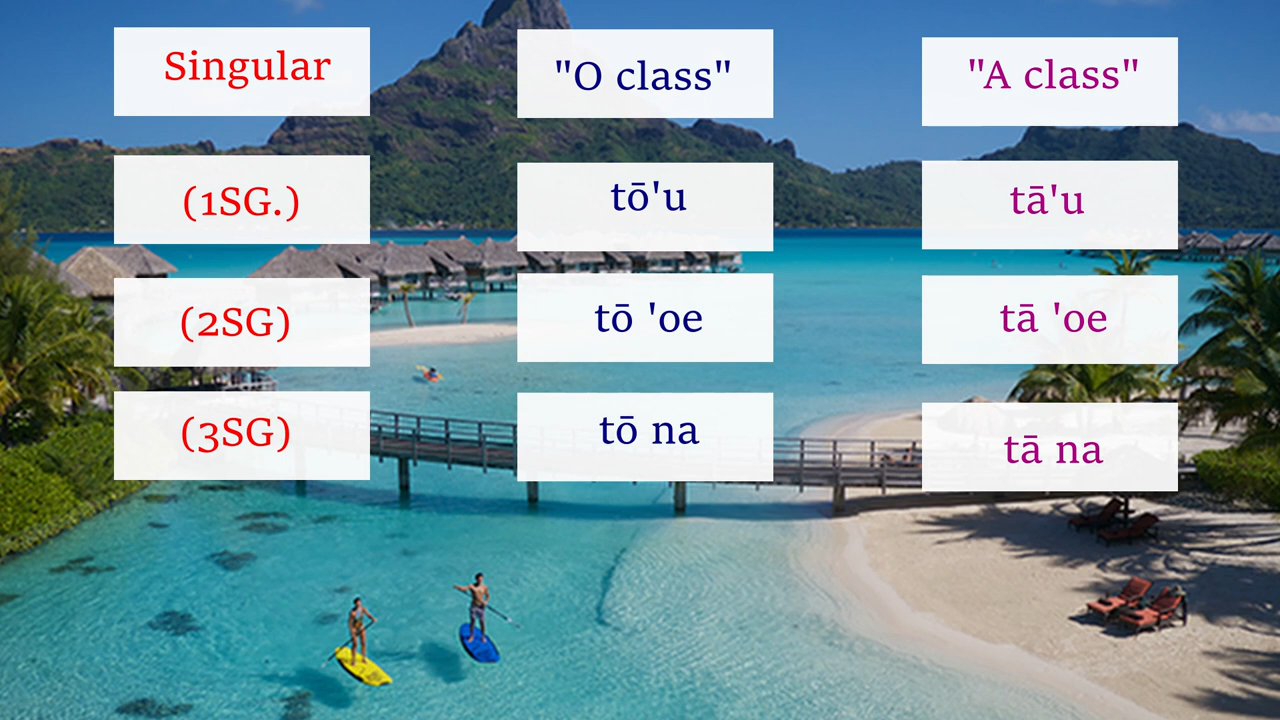 Singular "O class" "A class"
(1SG.) tō'u tā'u
(2SG) tō 'oe tā 'oe
(3SG) tō na tā na